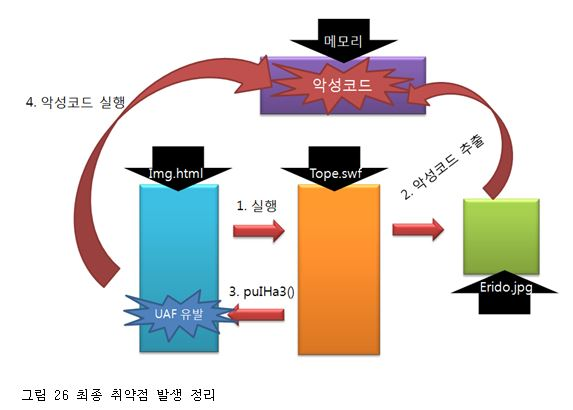 메모리
악성코드
4. 악성코드 실행
2. 악성코드 추출
Img.html
Tope.swf
1. 실행
Erido.jpg
3. puIHa3()
UAF 유발
그림 26 최종 취약점 발생 정리